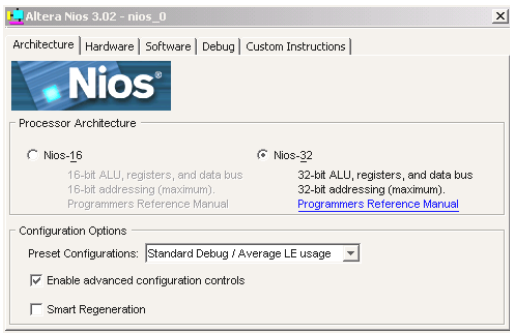 Altera Nios 3.02 - nios_0
Architecture Hardware Software Debug Custom Instructions
Nios®
Processor Architecture
Nios-16 Nios-32
16-bit ALU, registers, and data bus 32-bit ALU, registers, and data bus
16-bit addressing (maximum). 32-bit addressing (maximum).
Programmers Reference Manual Programmers Reference Manual
Configuration Options
Preset Configurations: Standard Debug / Average LE usage
Enable advanced configuration controls
Smart Regeneration